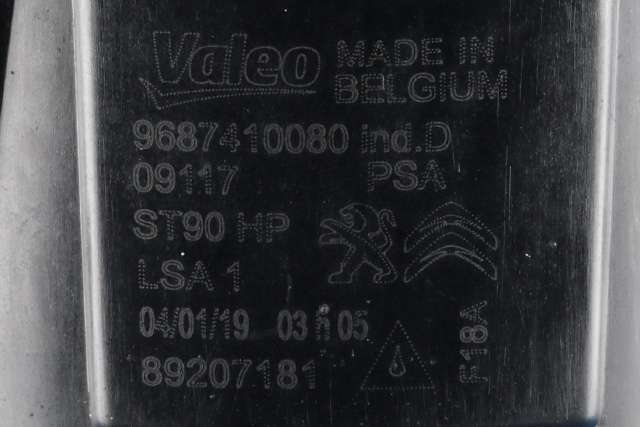 Valeo MADE IN
BELGIUM
9687410080 ind.D
09117 PSA
ST90 HP
LSA 1
04/01/19 03 h 05
89207181
F18A